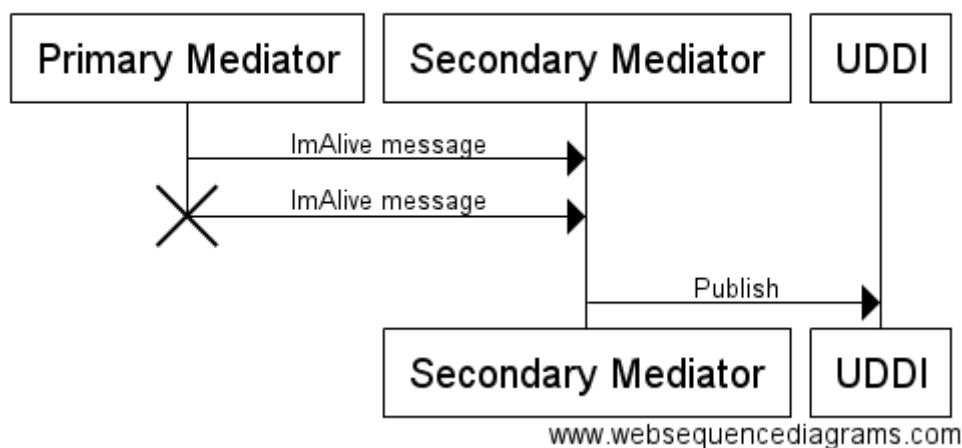 Primary Mediator
Secondary Mediator
UDDI
ImAlive message
ImAlive message
Publish
Secondary Mediator
UDDI
www.websequencediagrams.com